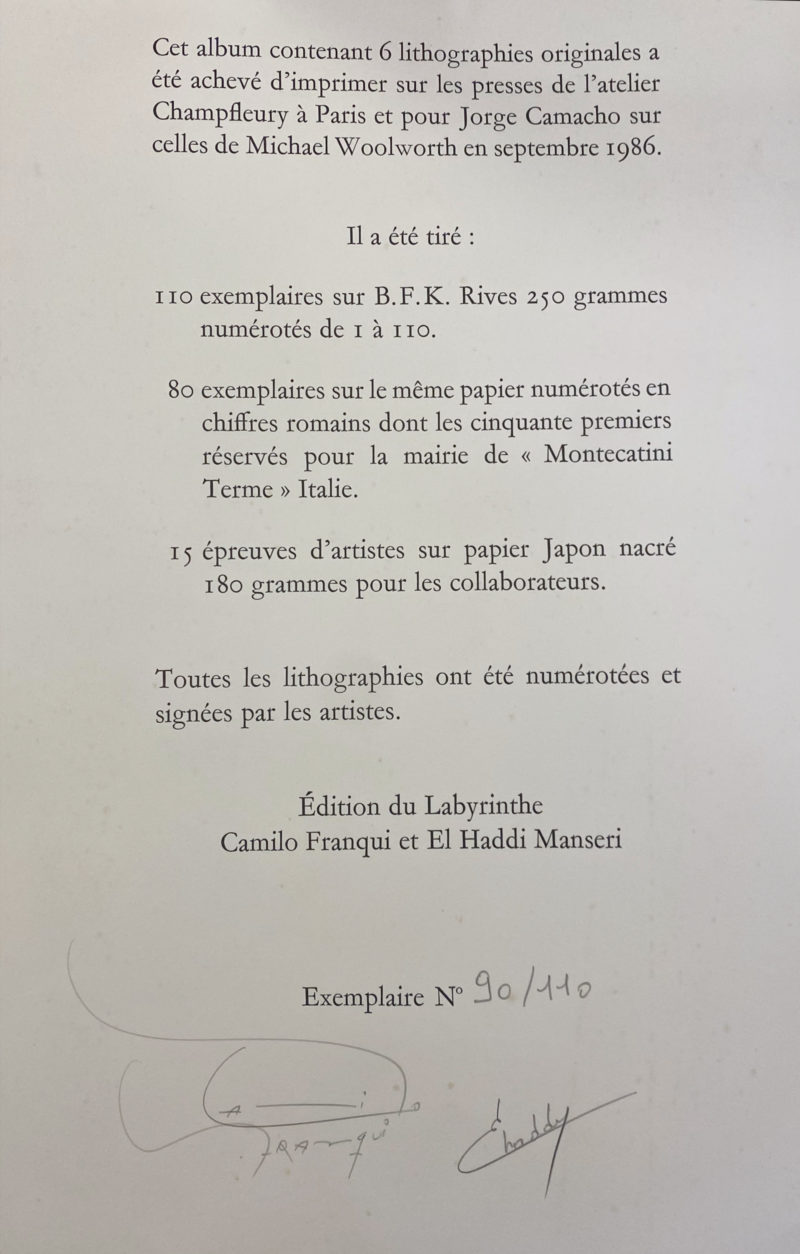 Cet album contenant 6 lithographies originales a
été achevé d’imprimer sur les presses de l’atelier
Champfleury à Paris et pour Jorge Camacho sur
celles de Michael Woolworth en septembre 1986.
Il a été tiré :
110 exemplaires sur B.F.K. Rives 250 grammes
numérotés de 1 à 110.
80 exemplaires sur le même papier numérotés en
chiffres romains dont les cinquante premiers
réservés pour la mairie de « Montecatini
Terme » Italie.
15 épreuves d’artistes sur papier Japon nacré
180 grammes pour les collaborateurs.
Toutes les lithographies ont été numérotées et
signées par les artistes.
Édition du Labyrinthe
Camilo Franqui et El Haddi Manseri
Exemplaire N° 90/110